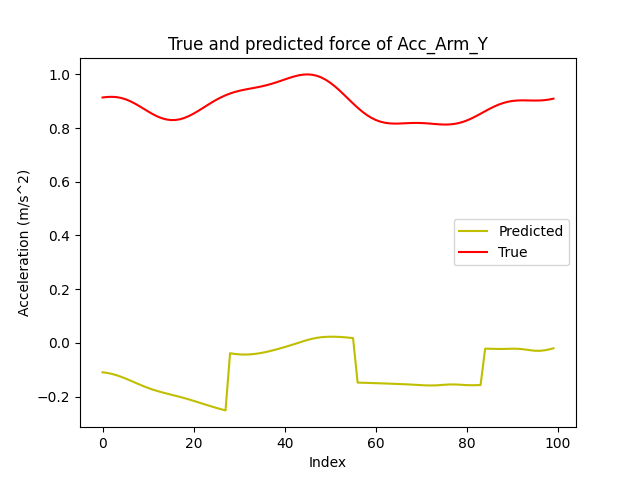 True and predicted force of Acc_Arm_Y
Acceleration (m/s^2)
1.0
0.8
0.6
0.4
0.2
0.0
−0.2
Predicted
True
0 20 40 60 80 100
Index